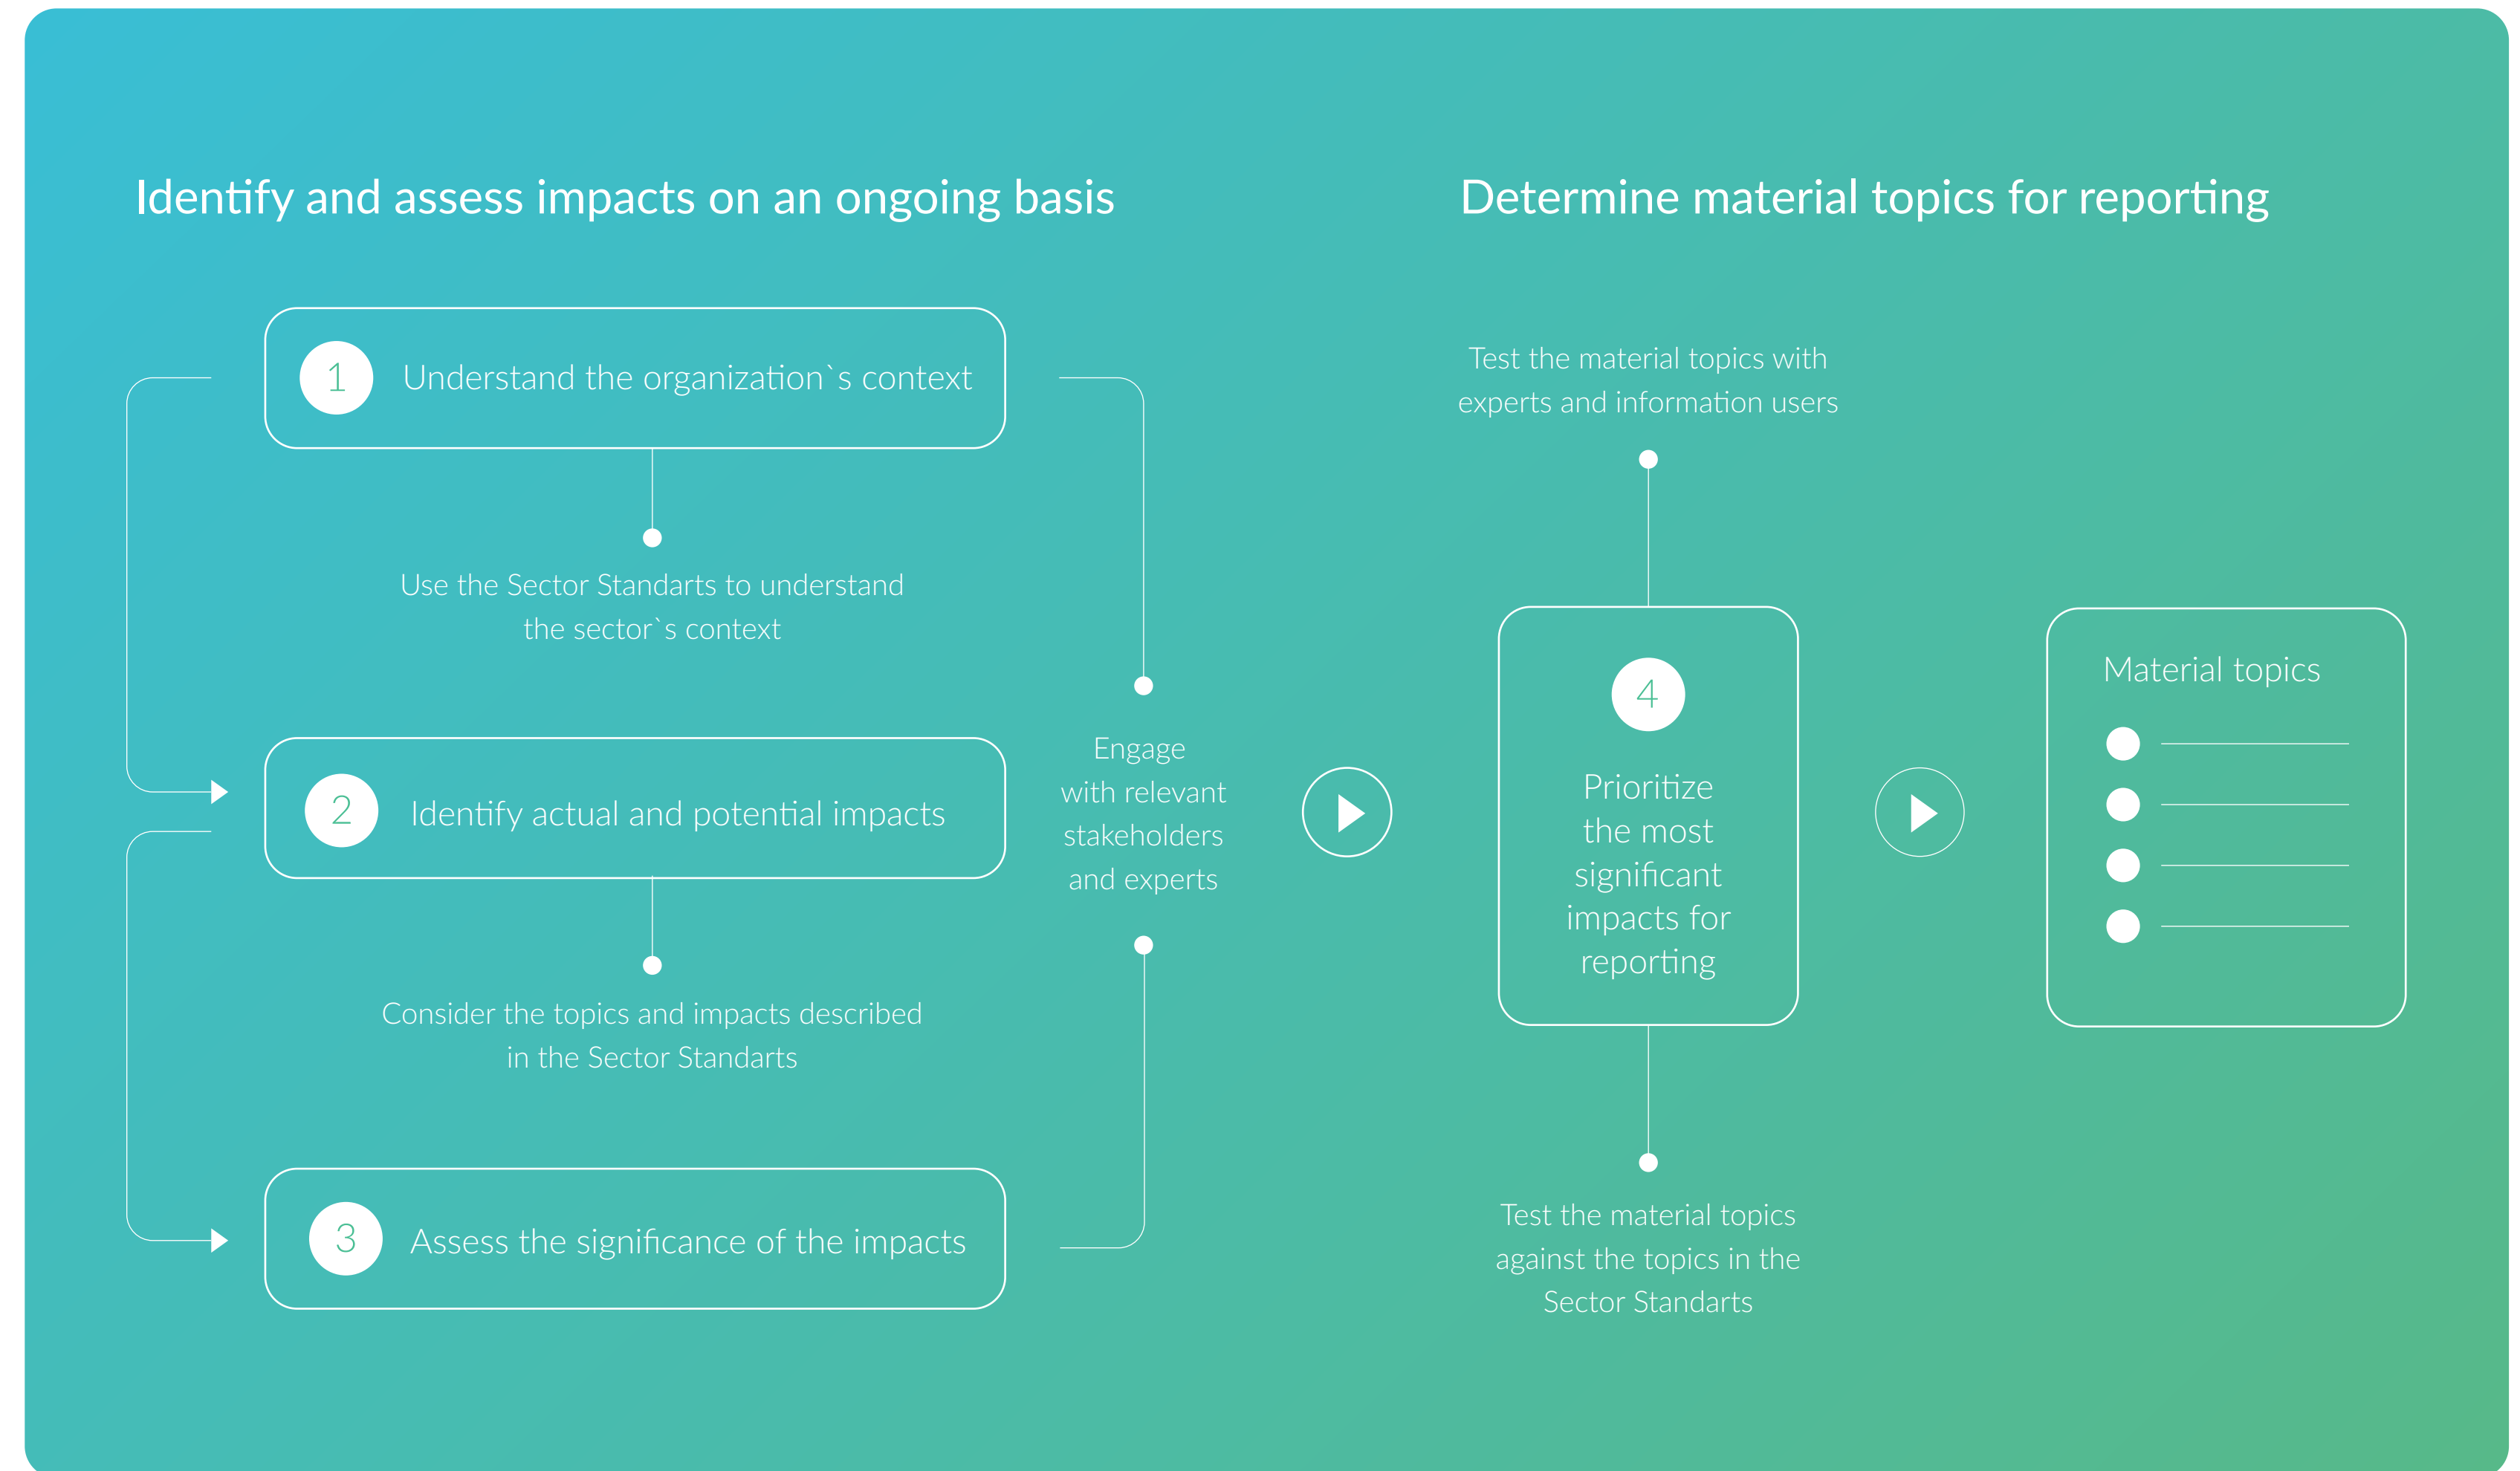 Identify and assess impacts on an ongoing basis
1
Understand the organization`s context
Use the Sector Standarts to understand
the sector`s context
2
Identify actual and potential impacts
Consider the topics and impacts described
in the Sector Standarts
3
Assess the significance of the impacts
Engage
with relevant
stakeholders
and experts
Determine material topics for reporting
Test the material topics with
experts and information users
4
Prioritize
the most
significant
impacts for
reporting
Test the material topics
against the topics in the
Sector Standarts
Material topics